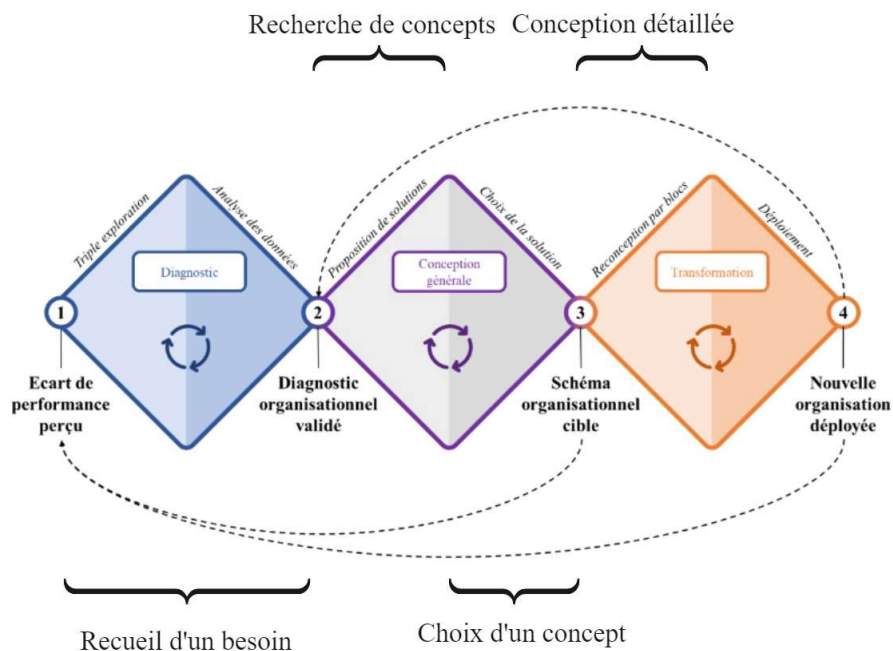 Recherche de concepts
Conception détaillée
Triple exploration
Analyse des données
Proposition de solutions
Choix de la solution
Reconception par blocs
Déploiement
Diagnostic
Conception
générale
Transformation
1
2
3
4
Ecart de
performance
perçu
Diagnostic
organisationnel
validé
Schéma
organisationnel
cible
Nouvelle
organisation
déployée
Recueil d'un besoin
Choix d'un concept